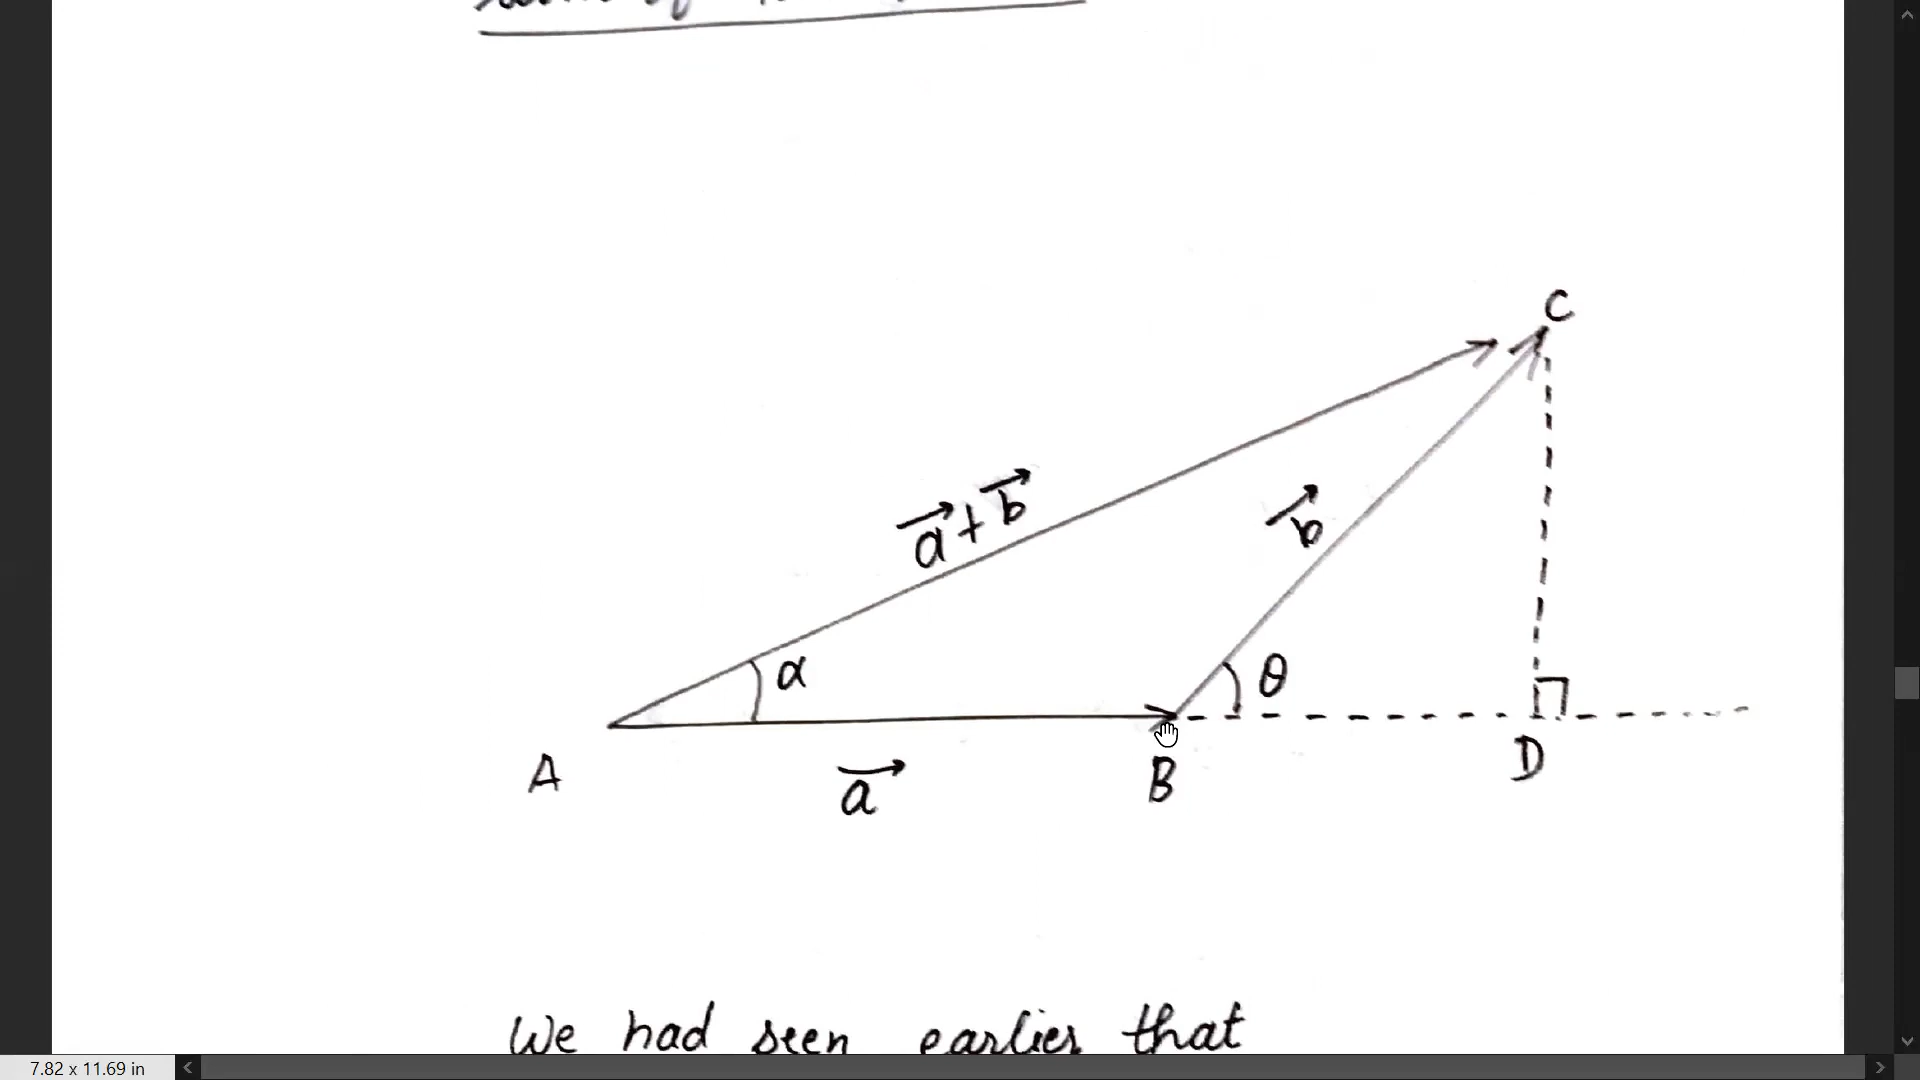 C
a⃗ + b⃗
b⃗
α
θ
A
a⃗
B
D
We had seen earlier that
7.82 x 11.69 in